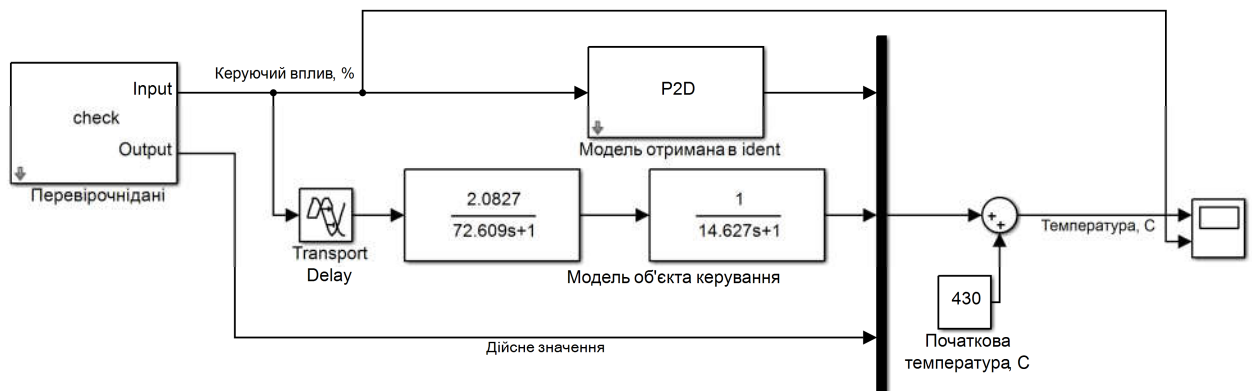 Керуючий вплив, %
Input
check
Output
Перевірочнідані
P2D
Модель отримана в ident
Transport
Delay
2.0827
72.609s+1
1
14.627s+1
Модель об'єкта керування
Дійсне значення
+
+
Температура, С
430
Початкова
температура, С